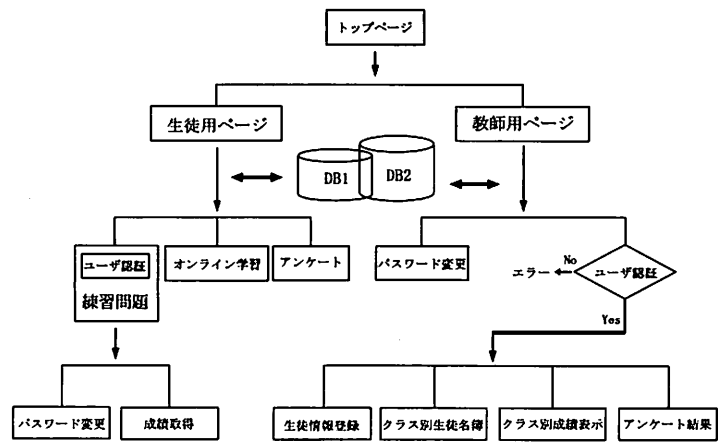 トップページ
生徒用ページ
教師用ページ
DB1
DB2
ユーザ認証
練習問題
オンライン学習
アンケート
パスワード変更
エラー
No
ユーザ認証
Yes
パスワード変更
成績取得
生徒情報登録
クラス別生徒名簿
クラス別成績表示
アンケート結果